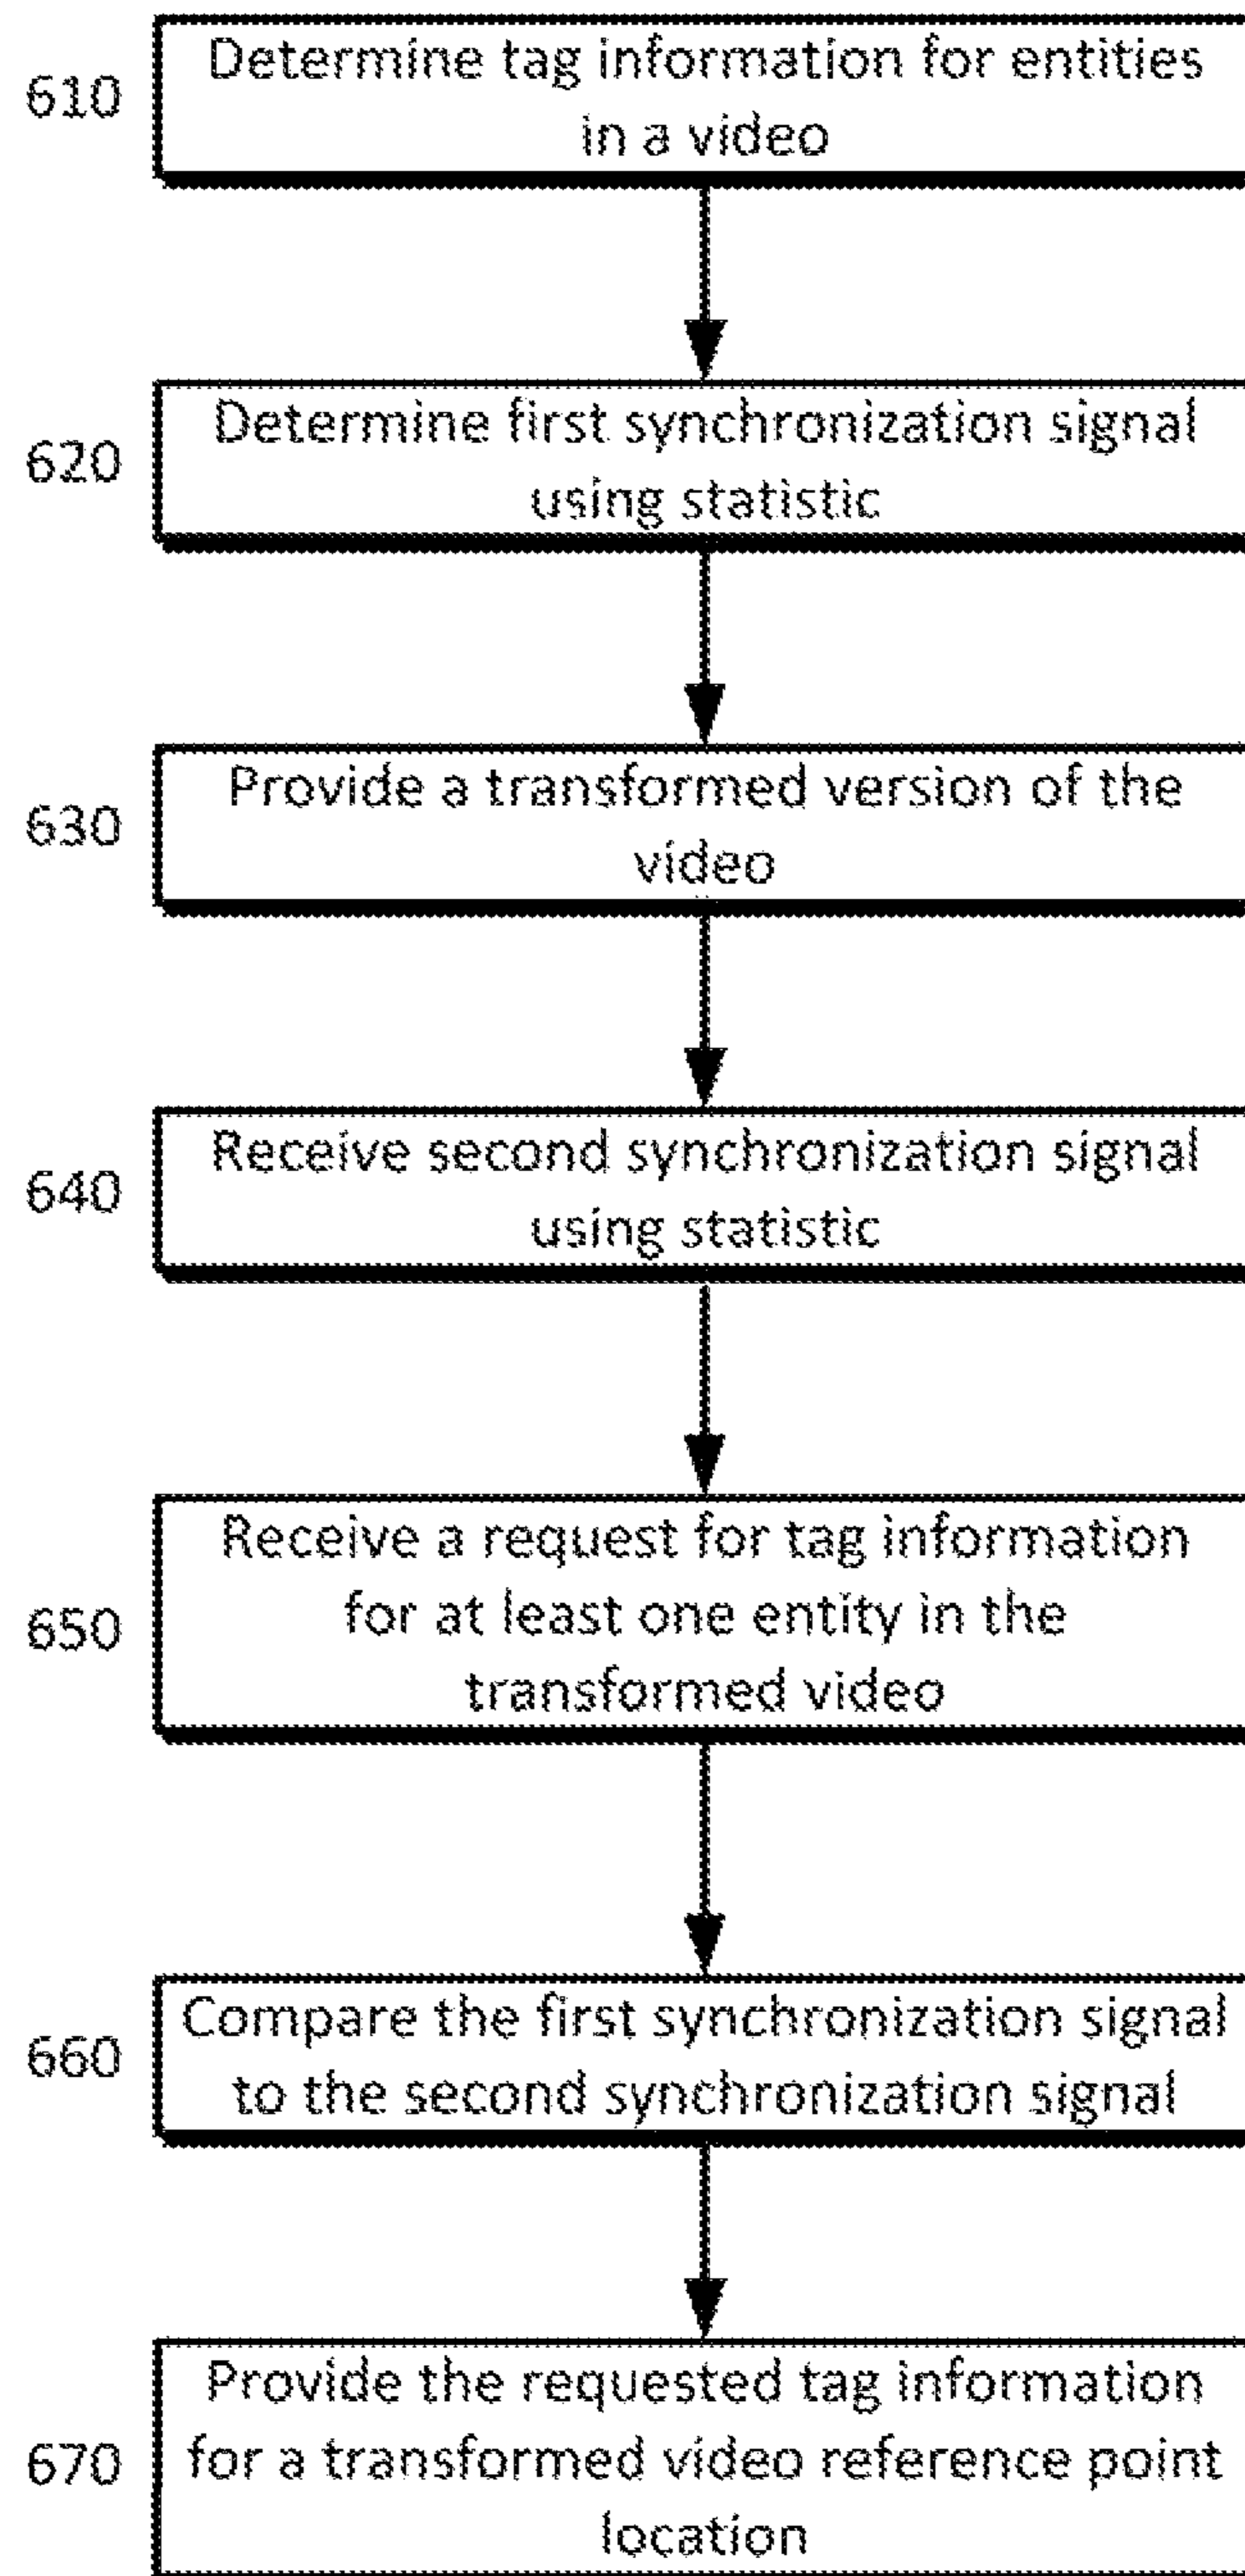 610
Determine tag information for entities
in a video
620
Determine first synchronization signal
using statistic
630
Provide a transformed version of the
video
640
Receive second synchronization signal
using statistic
650
Receive a request for tag information
for at least one entity in the
transformed video
660
Compare the first synchronization signal
to the second synchronization signal
670
Provide the requested tag information
for a transformed video reference point
location